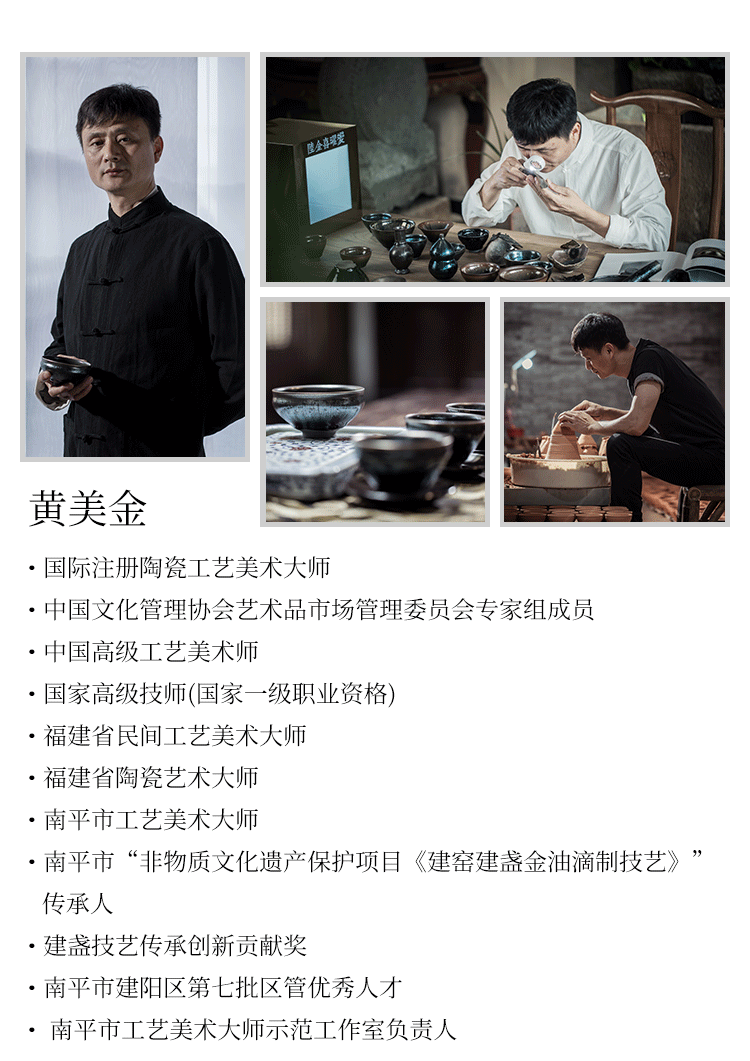 黄美金
· 国际注册陶瓷工艺美术大师
· 中国文化管理协会艺术品市场管理委员会专家组成员
· 中国高级工艺美术师
· 国家高级技师(国家一级职业资格)
· 福建省民间工艺美术大师
· 福建省陶瓷艺术大师
· 南平市工艺美术大师
· 南平市“非物质文化遗产保护项目《建窑建盏金油滴制技艺》”
传承人
· 建盏技艺传承创新贡献奖
· 南平市建阳区第七批区管优秀人才
· 南平市工艺美术大师示范工作室负责人